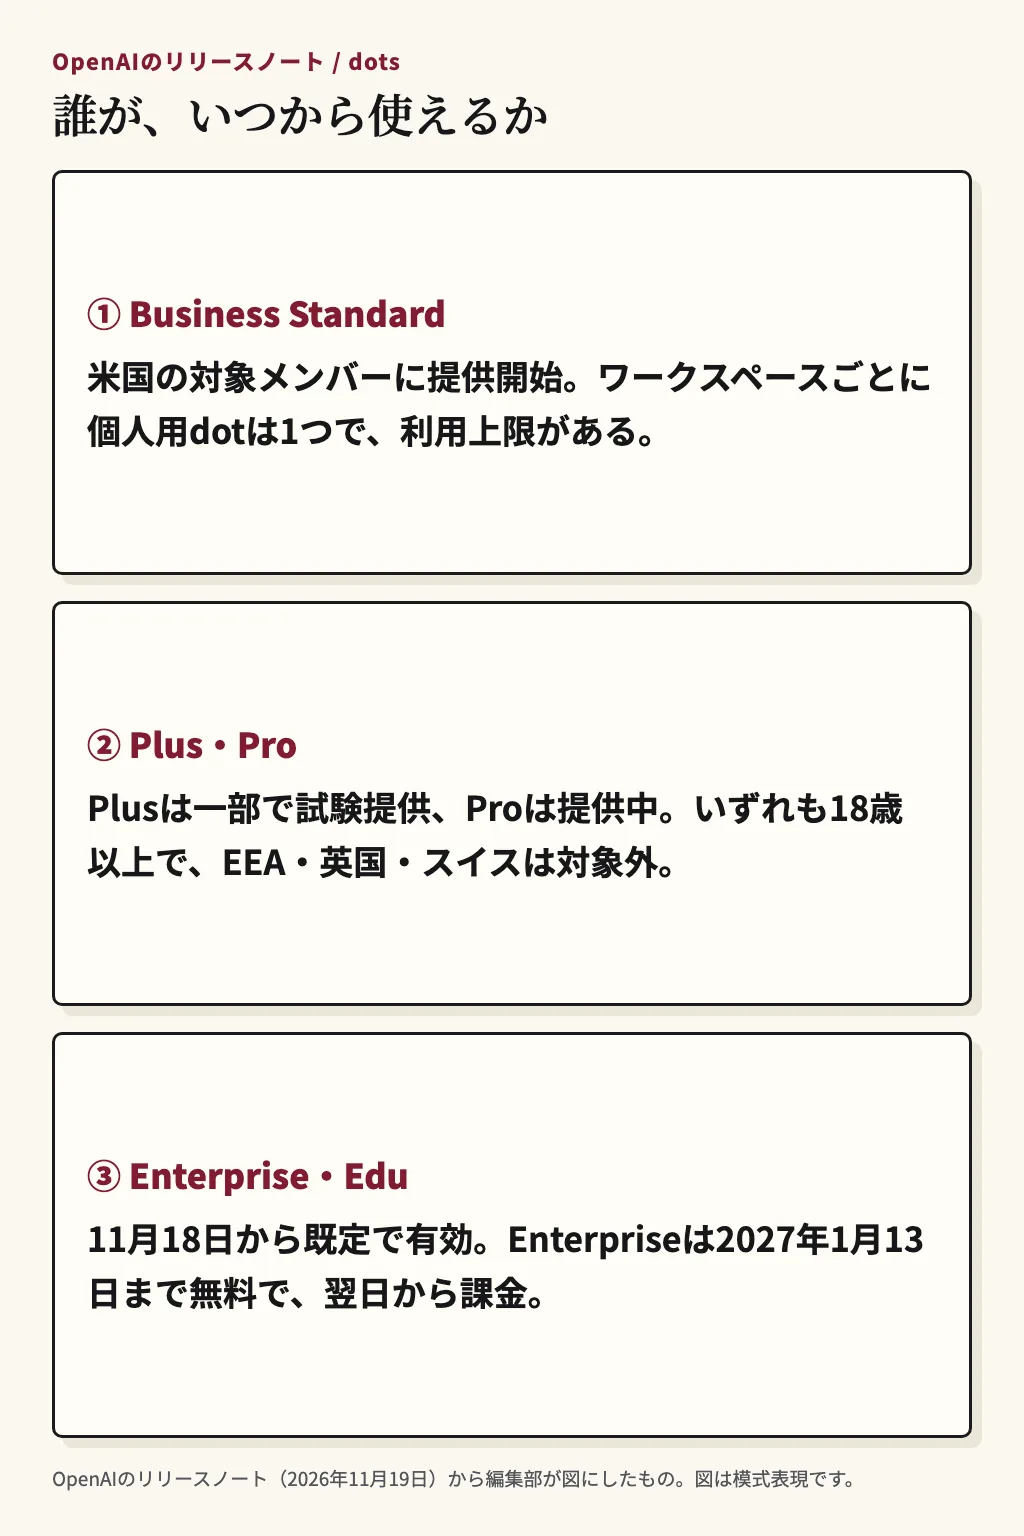 OpenAIのリリースノート / dots
誰が、いつから使えるか
① Business Standard
米国の対象メンバーに提供開始。ワークスペースごとに
個人用dotは1つで、利用上限がある。
② Plus・Pro
Plusは一部で試験提供、Proは提供中。いずれも18歳
以上で、EEA・英国・スイスは対象外。
③ Enterprise・Edu
11月18日から既定で有効。Enterpriseは2027年1月13
日まで無料で、翌日から課金。
OpenAIのリリースノート（2026年11月19日）から編集部が図にしたもの。図は模式表現です。